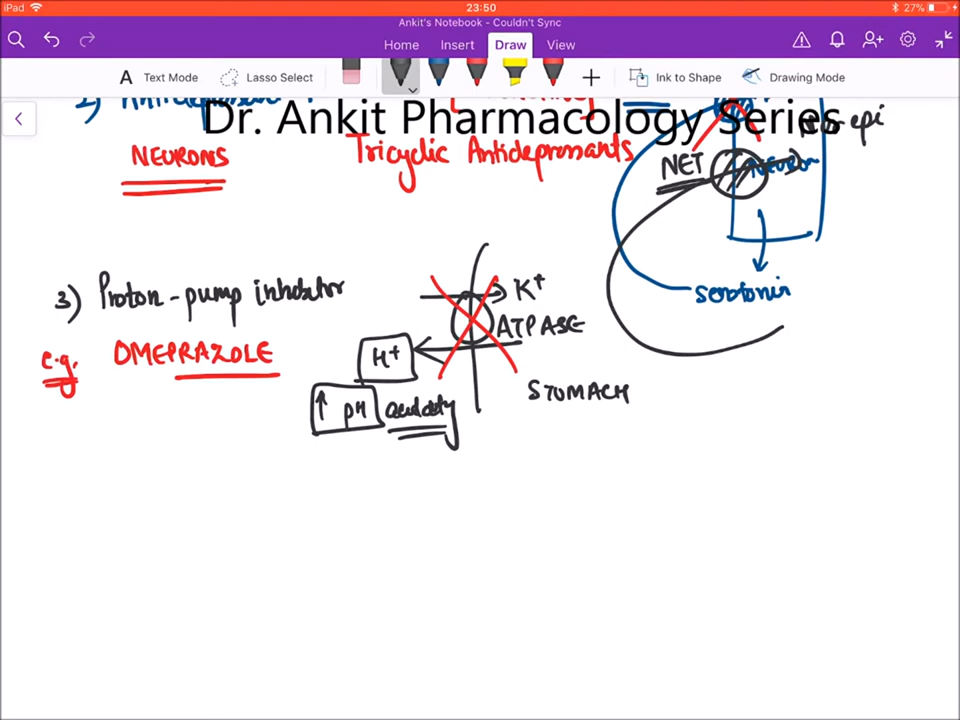 iPad 23:50 27%
Ankit's Notebook - Couldn't Sync
Home Insert Draw View
Text Mode Lasso Select Ink to Shape Drawing Mode
2) Antidepressant
Dr. Ankit Pharmacology Series
NEURONS Tricyclic Antidepressants NET
serotonin
3) Proton-pump inhibitor K+
e.g. OMEPRAZOLE ATPASE
H+
↑ pH STOMACH